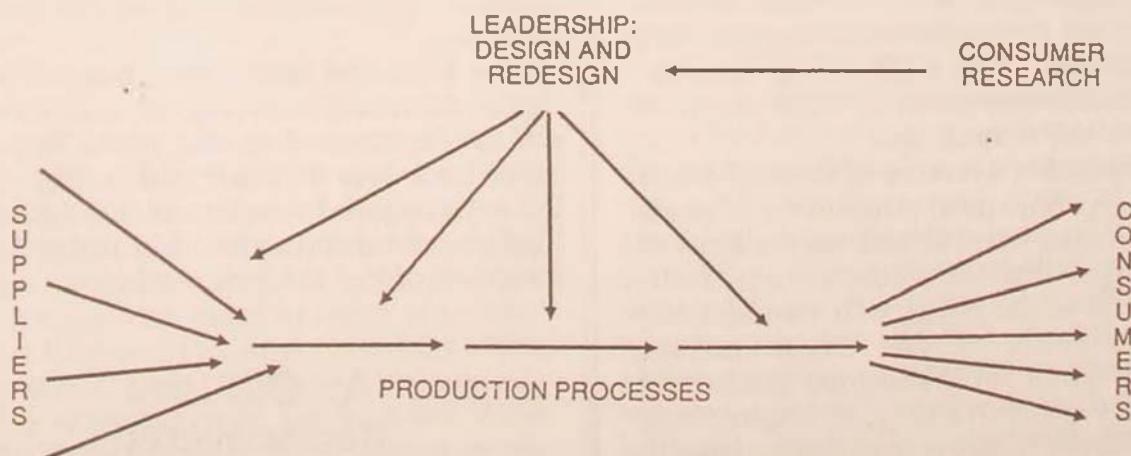 LEADERSHIP:
DESIGN AND
REDESIGN
CONSUMER
RESEARCH
SUPPLIERS
CONSUMERS
PRODUCTION PROCESSES